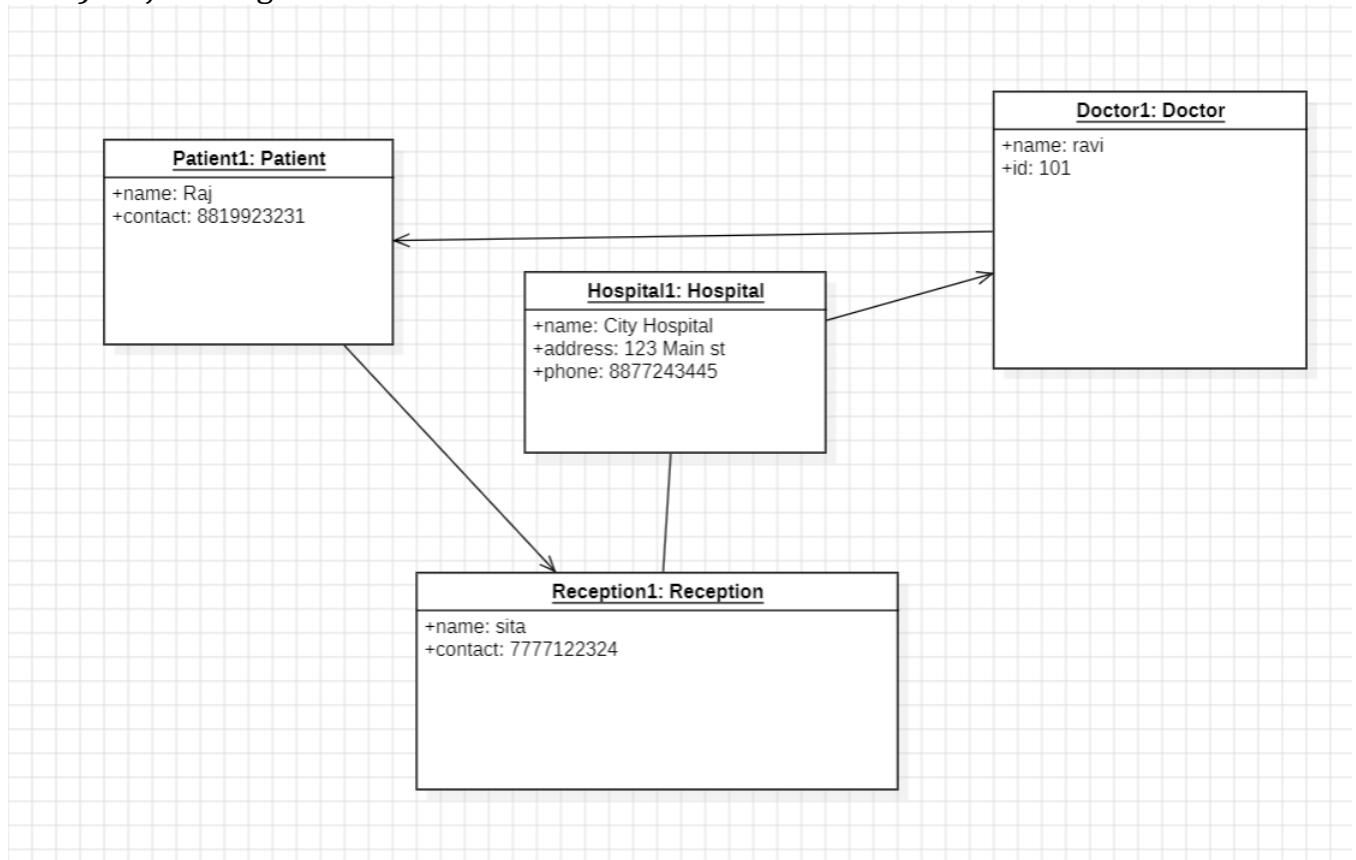 Patient1: Patient
+name: Raj
+contact: 8819923231
Doctor1: Doctor
+name: ravi
+id: 101
Hospital1: Hospital
+name: City Hospital
+address: 123 Main st
+phone: 8877243445
Reception1: Reception
+name: sita
+contact: 7777122324